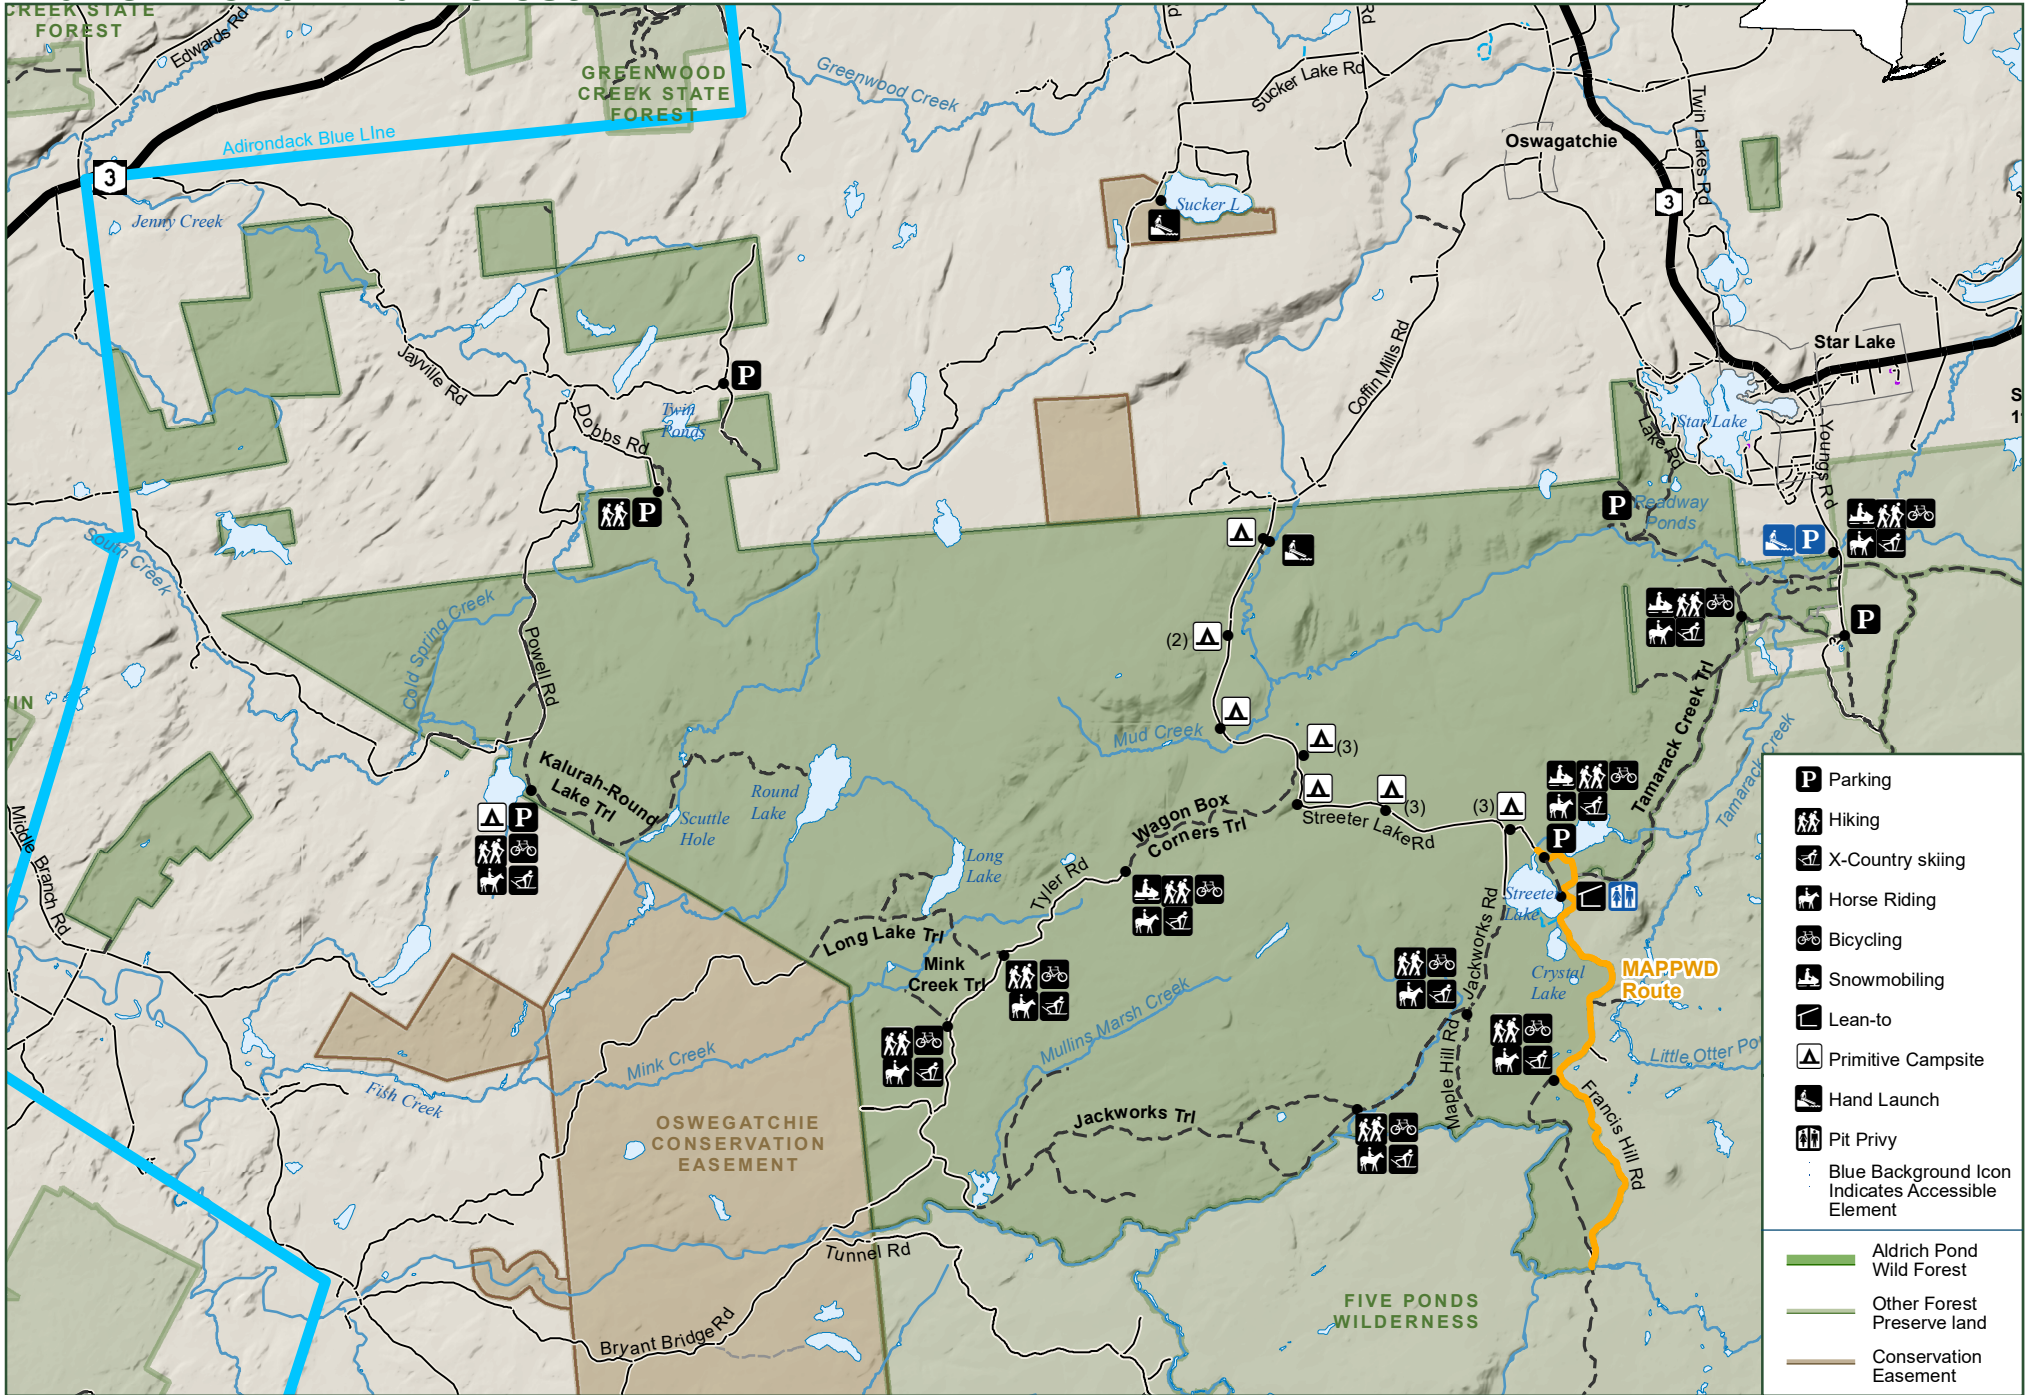 CREEK STATE
FOREST
Edwards Rd
GREENWOOD
CREEK STATE
FOREST
Greenwood Creek
Sucker Lake Rd
Rd
Rd
Twin Lakes Rd
Oswagatchie
Adirondack Blue LIne
3
3
Jenny Creek
Sucker L
Star Lake
Jayville Rd
Coffin Mills Rd
Twin
Ponds
Dobbs Rd
P
Star Lake
Lake Rd
Youngs Rd
P
P
Readway
Ponds
P
South Creek
Cold Spring Creek
Powell Rd
(2)
P
Tamarack Creek Trl
Tamarack Creek
Mud Creek
(3)
Kalurah-Round
Lake Trl
Round
Lake
Scuttle
Hole
P
Wagon Box
Corners Trl
(3)
(3)
Streeter Lake Rd
P
Middle Branch Rd
Long
Lake
Tyler Rd
Streeter
Lake
Jackworks Rd
Long Lake Trl
Mink
Creek Trl
Crystal
Lake
MAPPWD
Route
Mullins Marsh Creek
Mink Creek
Fish Creek
Maple Hill Rd
Little Otter Po
Francis Hill Rd
Jackworks Trl
OSWEGATCHIE
CONSERVATION
EASEMENT
Tunnel Rd
Bryant Bridge Rd
FIVE PONDS
WILDERNESS
P Parking
Hiking
X-Country skiing
Horse Riding
Bicycling
Snowmobiling
Lean-to
Primitive Campsite
Hand Launch
Pit Privy
Blue Background Icon
Indicates Accessible
Element
Aldrich Pond
Wild Forest
Other Forest
Preserve land
Conservation
Easement